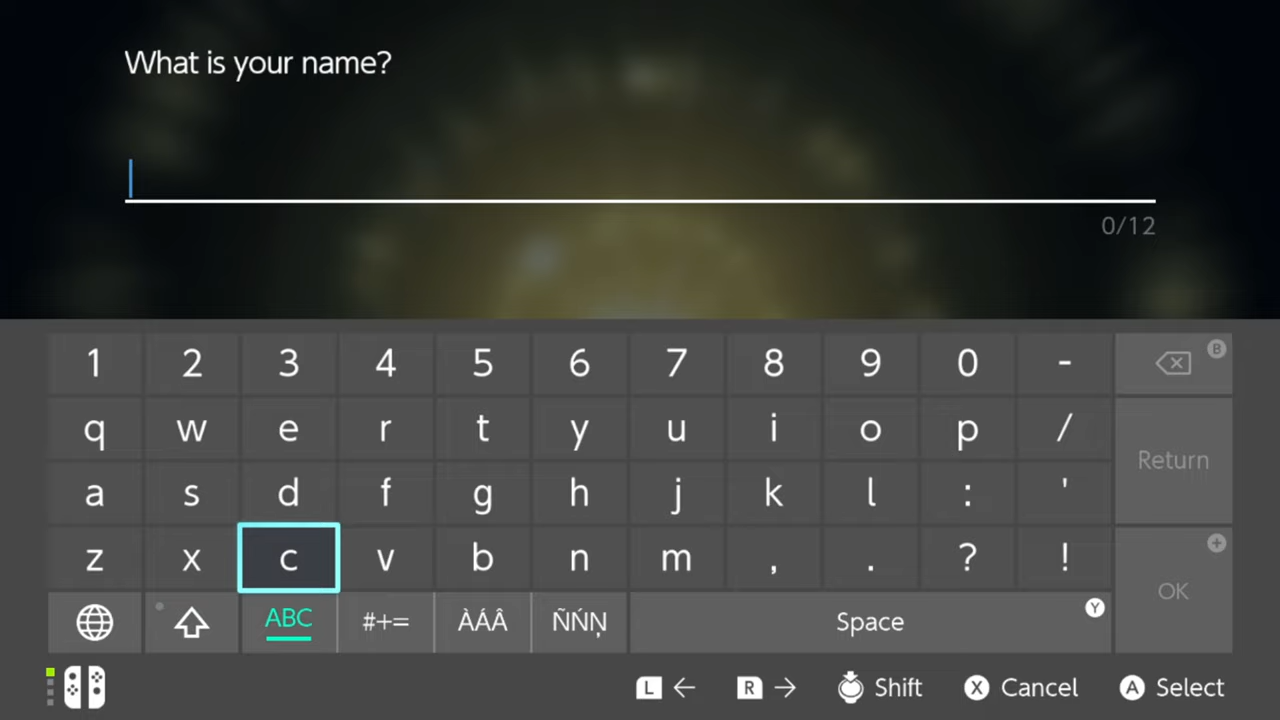 What is your name?
0/12
1 2 3 4 5 6 7 8 9 0 - B
q w e r t y u i o p /
a s d f g h j k l : ' Return
z x c v b n m , . ? ! +
ABC #+= ÀÁÂ ÑŃŅ Space Y OK
L ← R → Shift X Cancel A Select